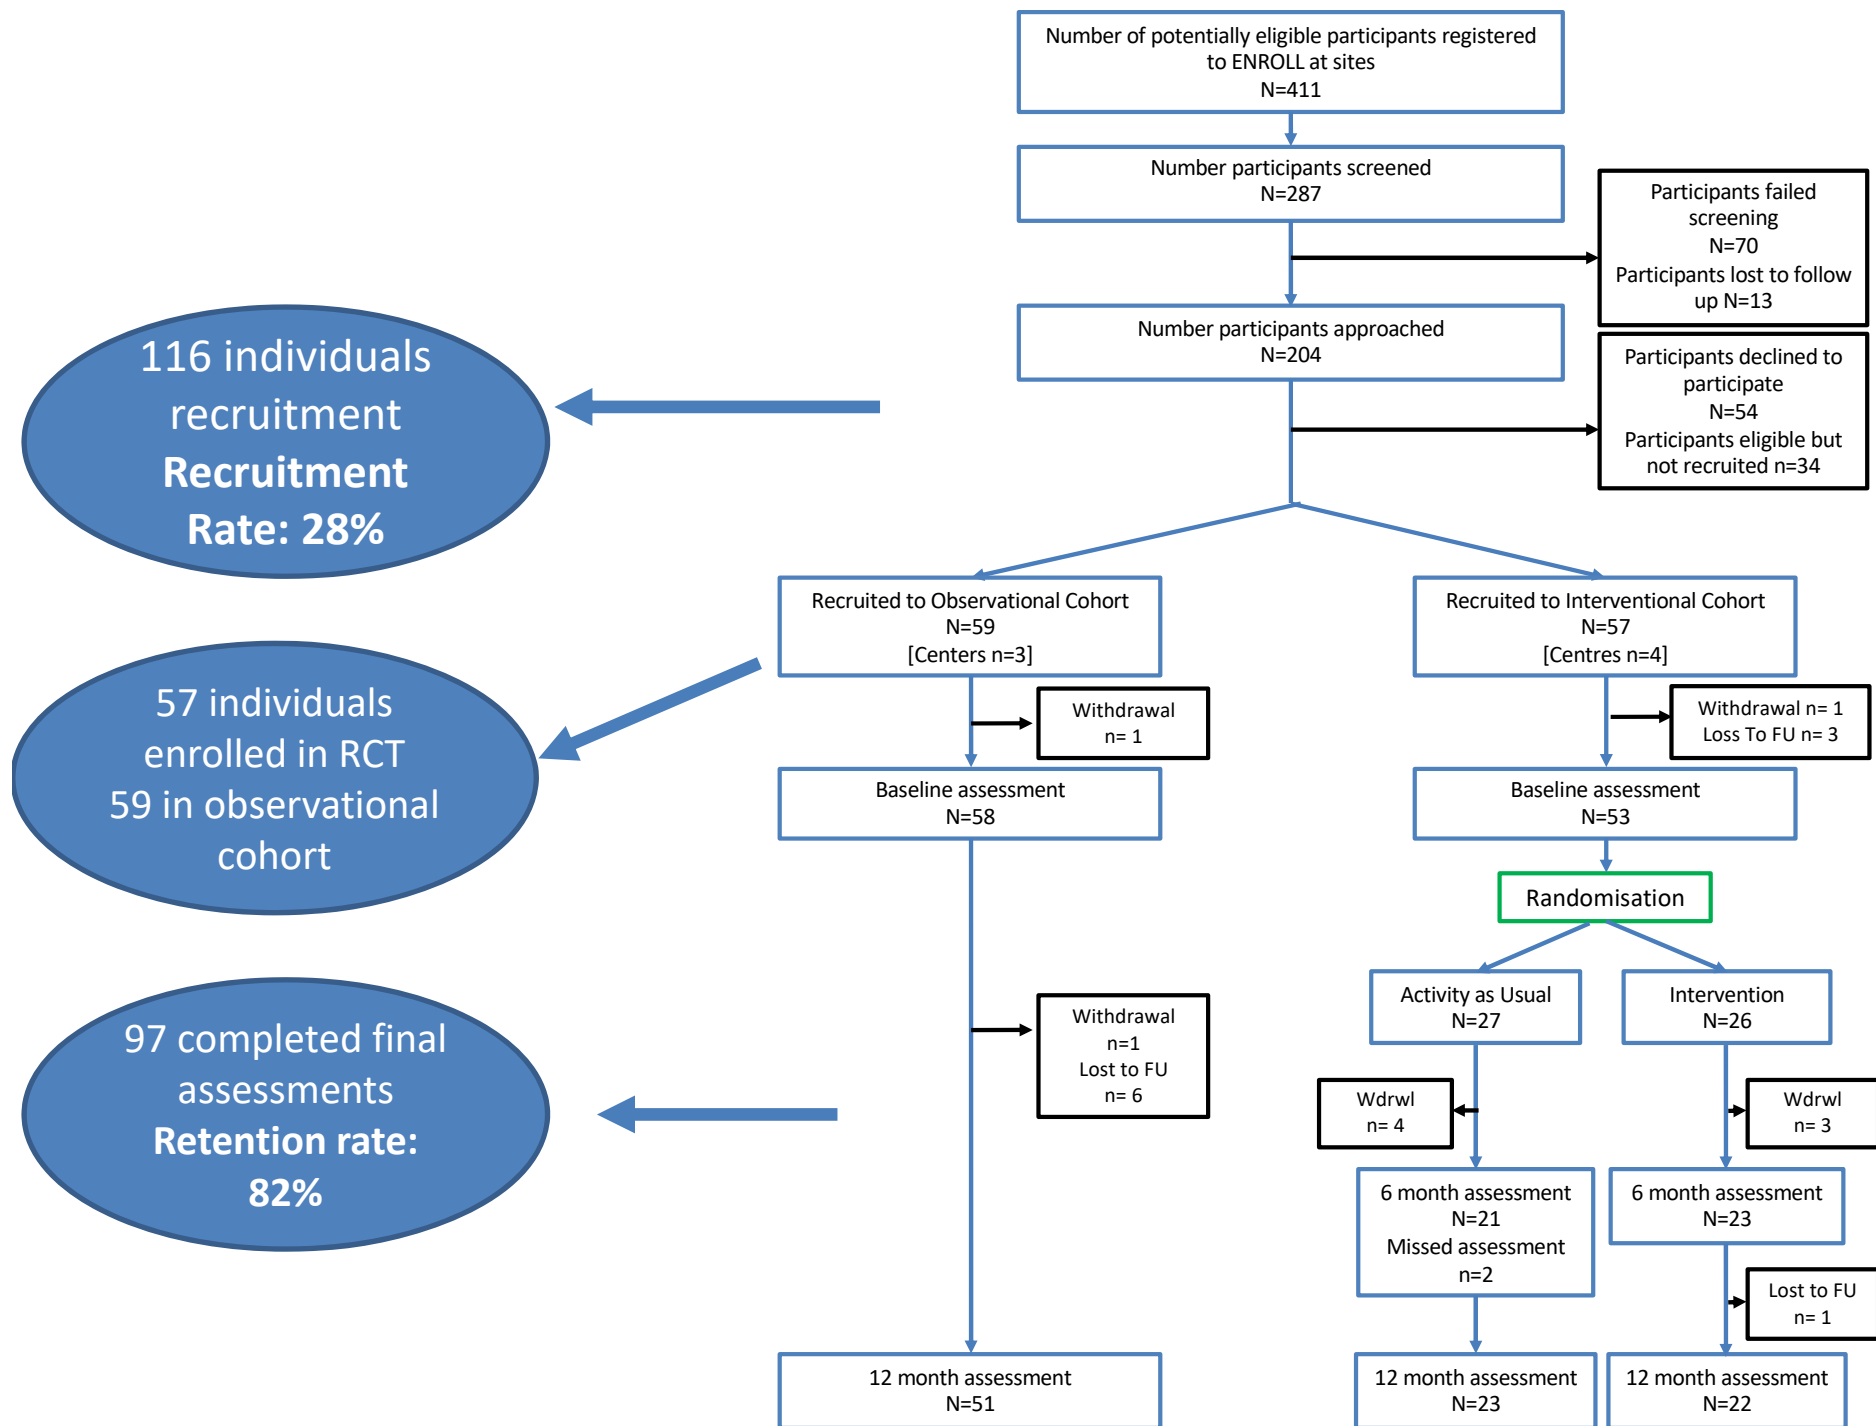 Number of potentially eligible participants registered
to ENROLL at sites
N=411
Number participants screened
N=287
Participants failed
screening
N=70
Participants lost to follow
up N=13
Number participants approached
N=204
Participants declined to
participate
N=54
Participants eligible but
not recruited n=34
116 individuals
recruitment
Recruitment
Rate: 28%
Recruited to Observational Cohort
N=59
[Centers n=3]
Recruited to Interventional Cohort
N=57
[Centres n=4]
57 individuals
enrolled in RCT
59 in observational
cohort
Withdrawal
n= 1
Withdrawal n= 1
Loss To FU n= 3
Baseline assessment
N=58
Baseline assessment
N=53
Randomisation
Activity as Usual
N=27
Intervention
N=26
97 completed final
assessments
Retention rate:
82%
Withdrawal
n=1
Lost to FU
n= 6
Wdrwl
n= 4
Wdrwl
n= 3
6 month assessment
N=21
Missed assessment
n=2
6 month assessment
N=23
Lost to FU
n= 1
12 month assessment
N=51
12 month assessment
N=23
12 month assessment
N=22